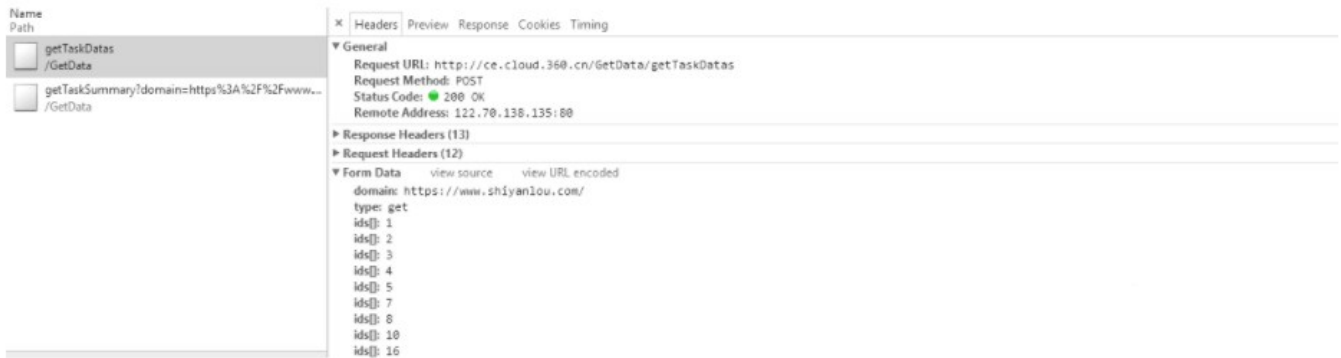 Name
Path
getTaskDatas
/GetData
getTaskSummary?domain=https%3A%2F%2Fwww....
/GetData
× Headers Preview Response Cookies Timing
▼ General
Request URL: http://ce.cloud.360.cn/GetData/getTaskDatas
Request Method: POST
Status Code: 200 OK
Remote Address: 122.70.138.135:80
▶ Response Headers (13)
▶ Request Headers (12)
▼ Form Data view source view URL encoded
domain: https://www.shiyanlou.com/
type: get
ids[]: 1
ids[]: 2
ids[]: 3
ids[]: 4
ids[]: 5
ids[]: 7
ids[]: 8
ids[]: 10
ids[]: 16